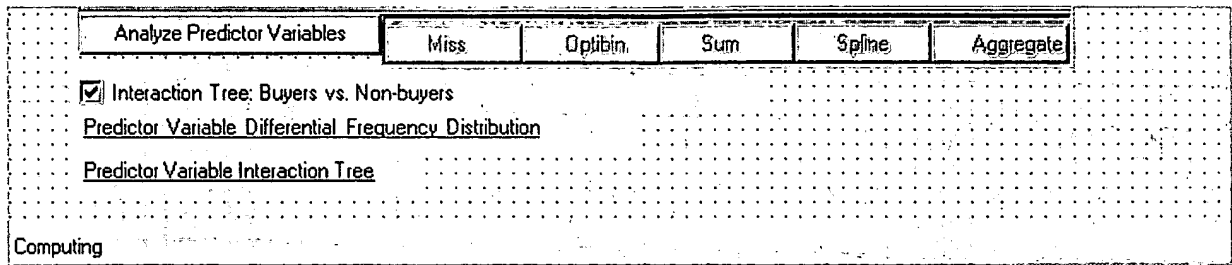 Analyze Predictor Variables Miss Optibin Sum Spline Aggregate
Interaction Tree: Buyers vs. Non-buyers
Predictor Variable Differential Frequency Distribution
Predictor Variable Interaction Tree
Computing